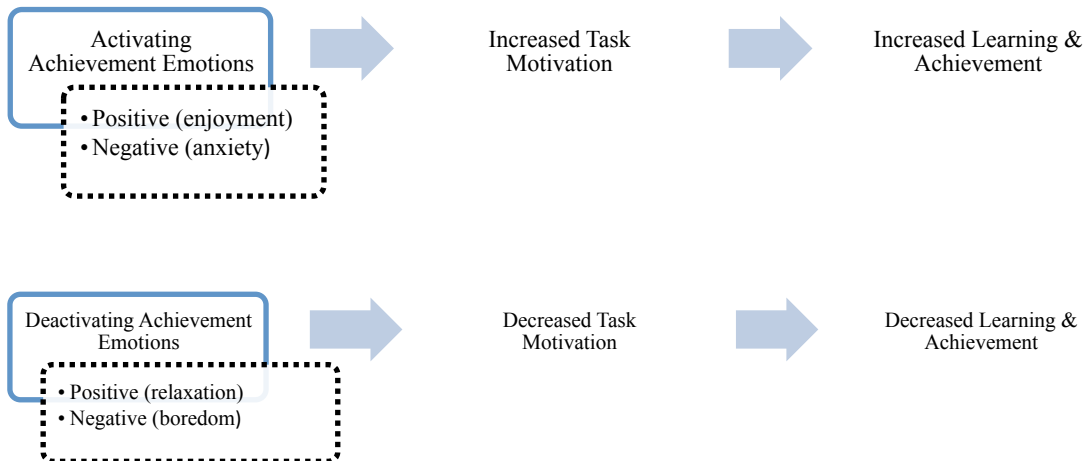 Activating
Achievement Emotions
• Positive (enjoyment)
• Negative (anxiety)
Increased Task
Motivation
Increased Learning &
Achievement
Deactivating Achievement
Emotions
• Positive (relaxation)
• Negative (boredom)
Decreased Task
Motivation
Decreased Learning &
Achievement